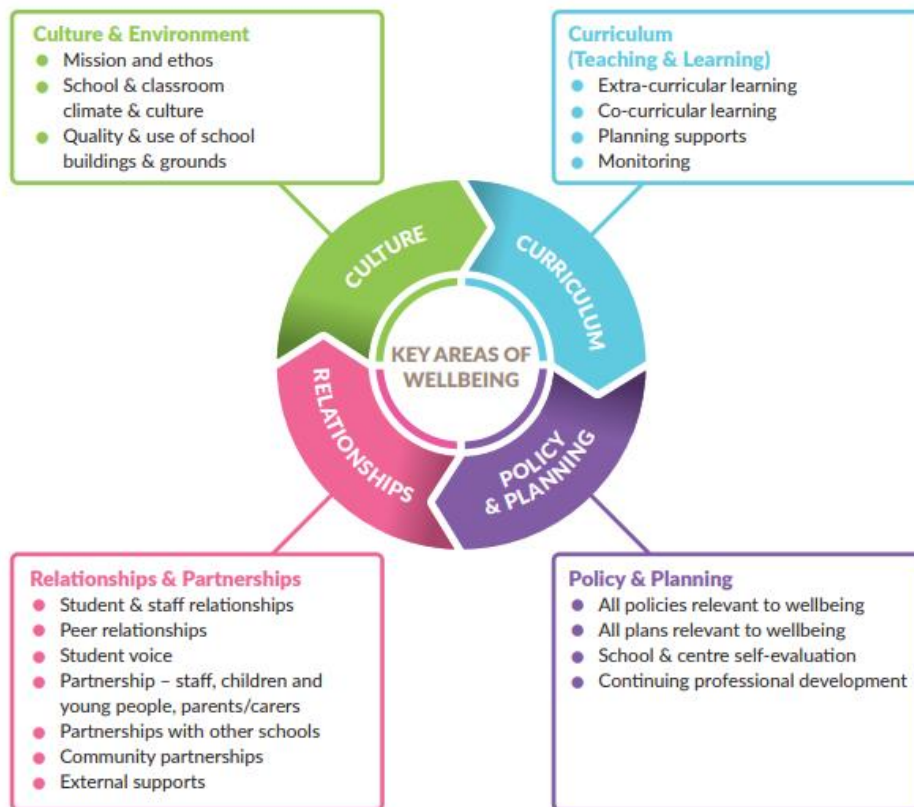 Culture & Environment
Mission and ethos
School & classroom
climate & culture
Quality & use of school
buildings & grounds
Curriculum
(Teaching & Learning)
Extra-curricular learning
Co-curricular learning
Planning supports
Monitoring
CULTURE
CURRICULUM
KEY AREAS OF
WELLBEING
RELATIONSHIPS
POLICY
& PLANNING
Relationships & Partnerships
Student & staff relationships
Peer relationships
Student voice
Partnership – staff, children and
young people, parents/carers
Partnerships with other schools
Community partnerships
External supports
Policy & Planning
All policies relevant to wellbeing
All plans relevant to wellbeing
School & centre self-evaluation
Continuing professional development